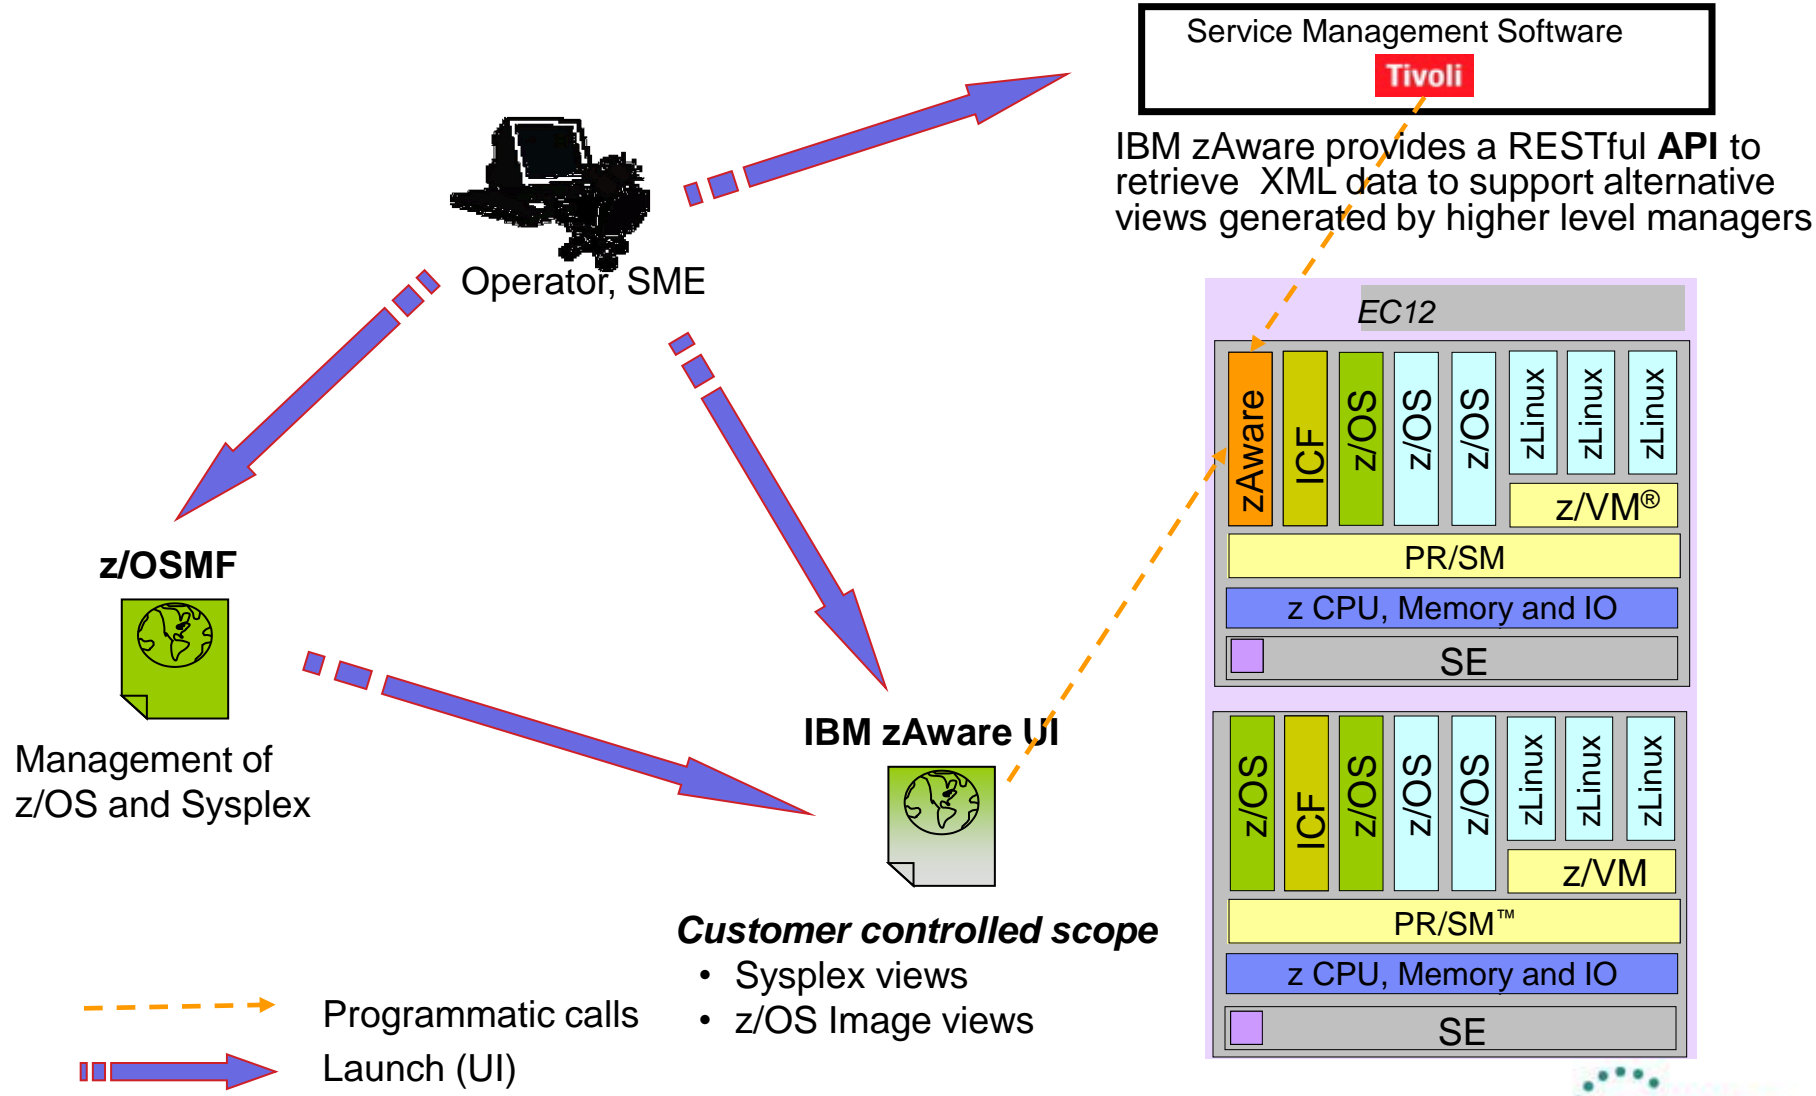 Service Management Software
Tivoli
IBM zAware provides a RESTful API to
retrieve XML data to support alternative
views generated by higher level managers
Operator, SME
EC12
zAware
ICF
z/OS
z/OS
z/OS
zLinux
zLinux
zLinux
z/VM®
PR/SM
z CPU, Memory and IO
SE
z/OSMF
Management of
z/OS and Sysplex
IBM zAware UI
z/OS
ICF
z/OS
z/OS
z/OS
zLinux
zLinux
zLinux
z/VM
PR/SM™
z CPU, Memory and IO
SE
Customer controlled scope
• Sysplex views
• z/OS Image views
Programmatic calls
Launch (UI)